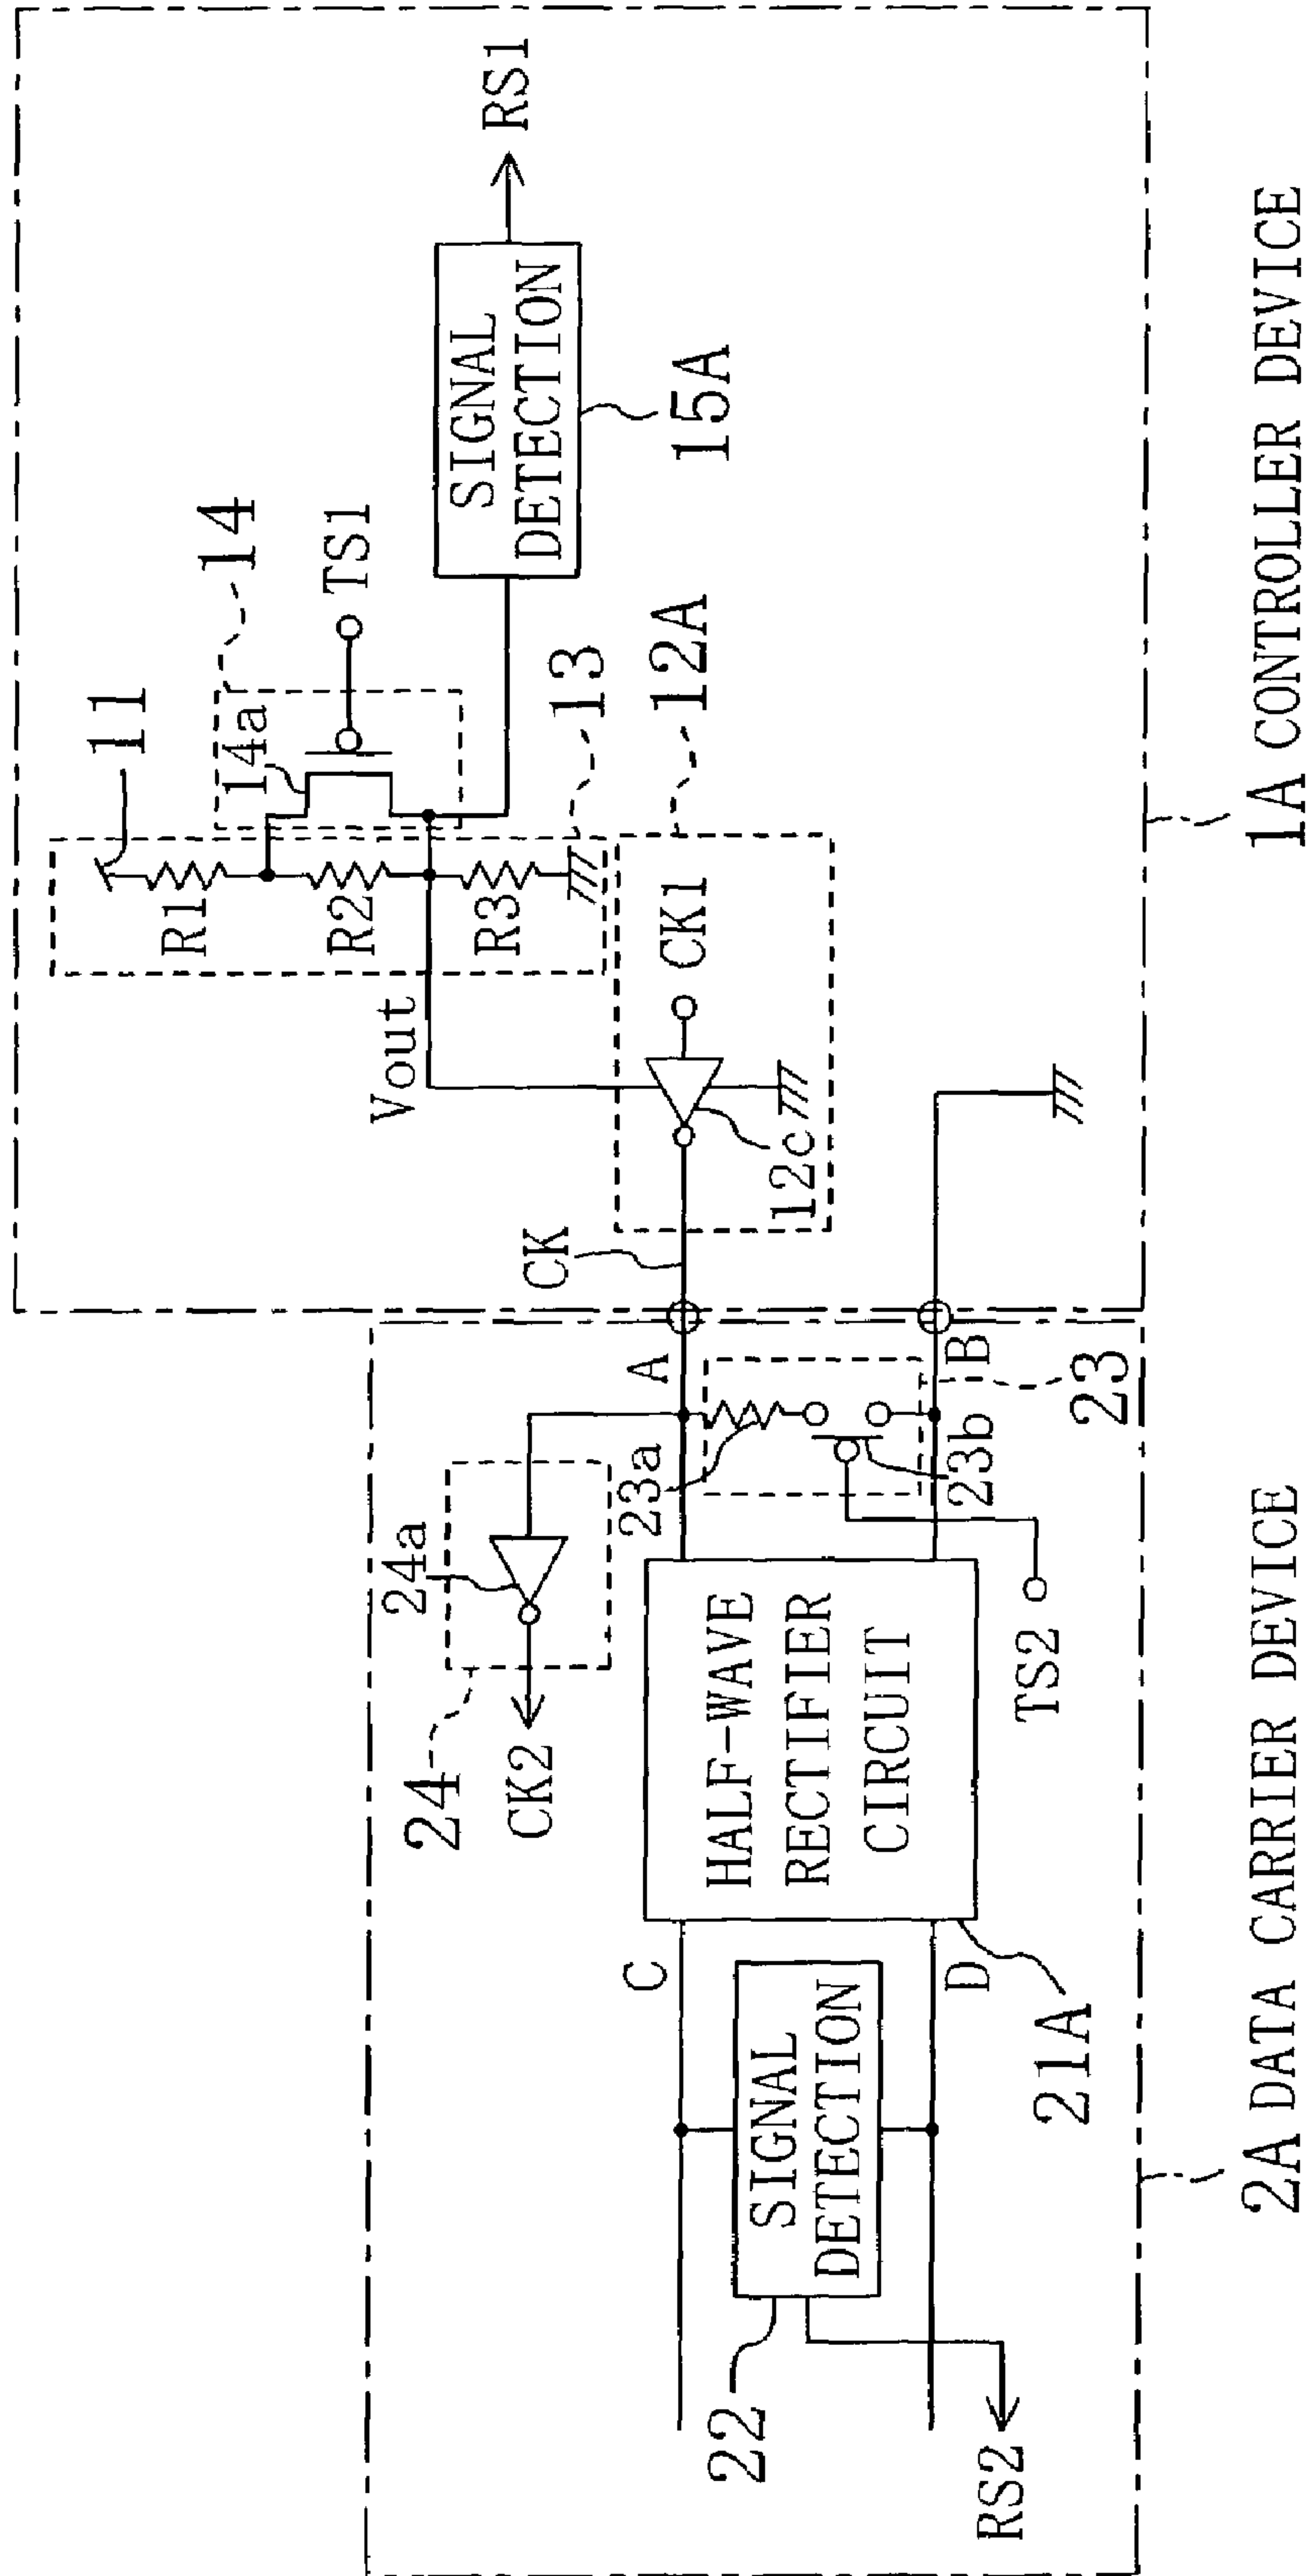 11
14
14a
TS1
RS1
R1
R2
R3
SIGNAL
DETECTION
15A
13
12A
Vout
CK1
12c
CK
A
B
24a
24
CK2
23a
23b
23
HALF-WAVE
RECTIFIER
CIRCUIT
TS2
C
D
21A
SIGNAL
DETECTION
22
RS2
2A DATA CARRIER DEVICE
1A CONTROLLER DEVICE